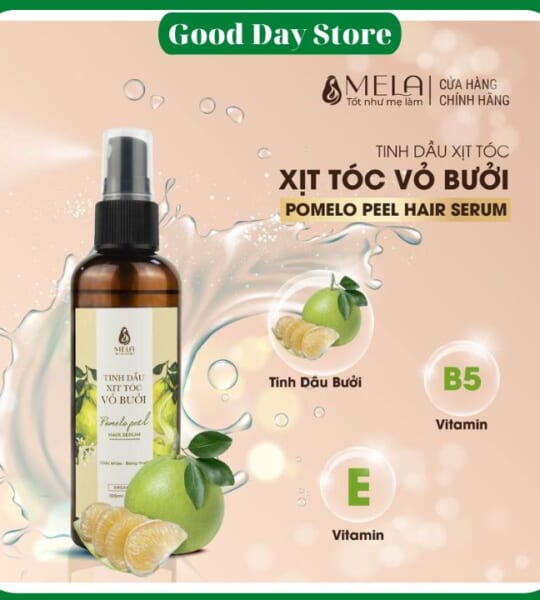 Good Day Store
MELA
Tốt như mẹ làm
CỬA HÀNG
CHÍNH HÃNG
TINH DẦU XỊT TÓC
XỊT TÓC VỎ BƯỞI
POMELO PEEL HAIR SERUM
Tinh Dầu Bưởi
B5
Vitamin
E
Vitamin
MELA
TINH DẦU
XỊT TÓC
VỎ BƯỞI
Pomelo peel
HAIR SERUM